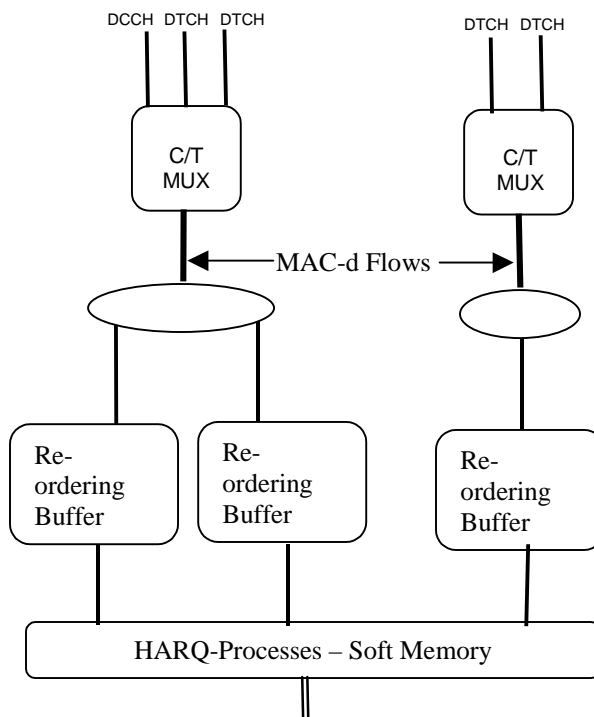 DCCH DTCH DTCH
DTCH DTCH
C/T
MUX
C/T
MUX
MAC-d Flows
Re-
ordering
Buffer
Re-
ordering
Buffer
Re-
ordering
Buffer
HARQ-Processes – Soft Memory